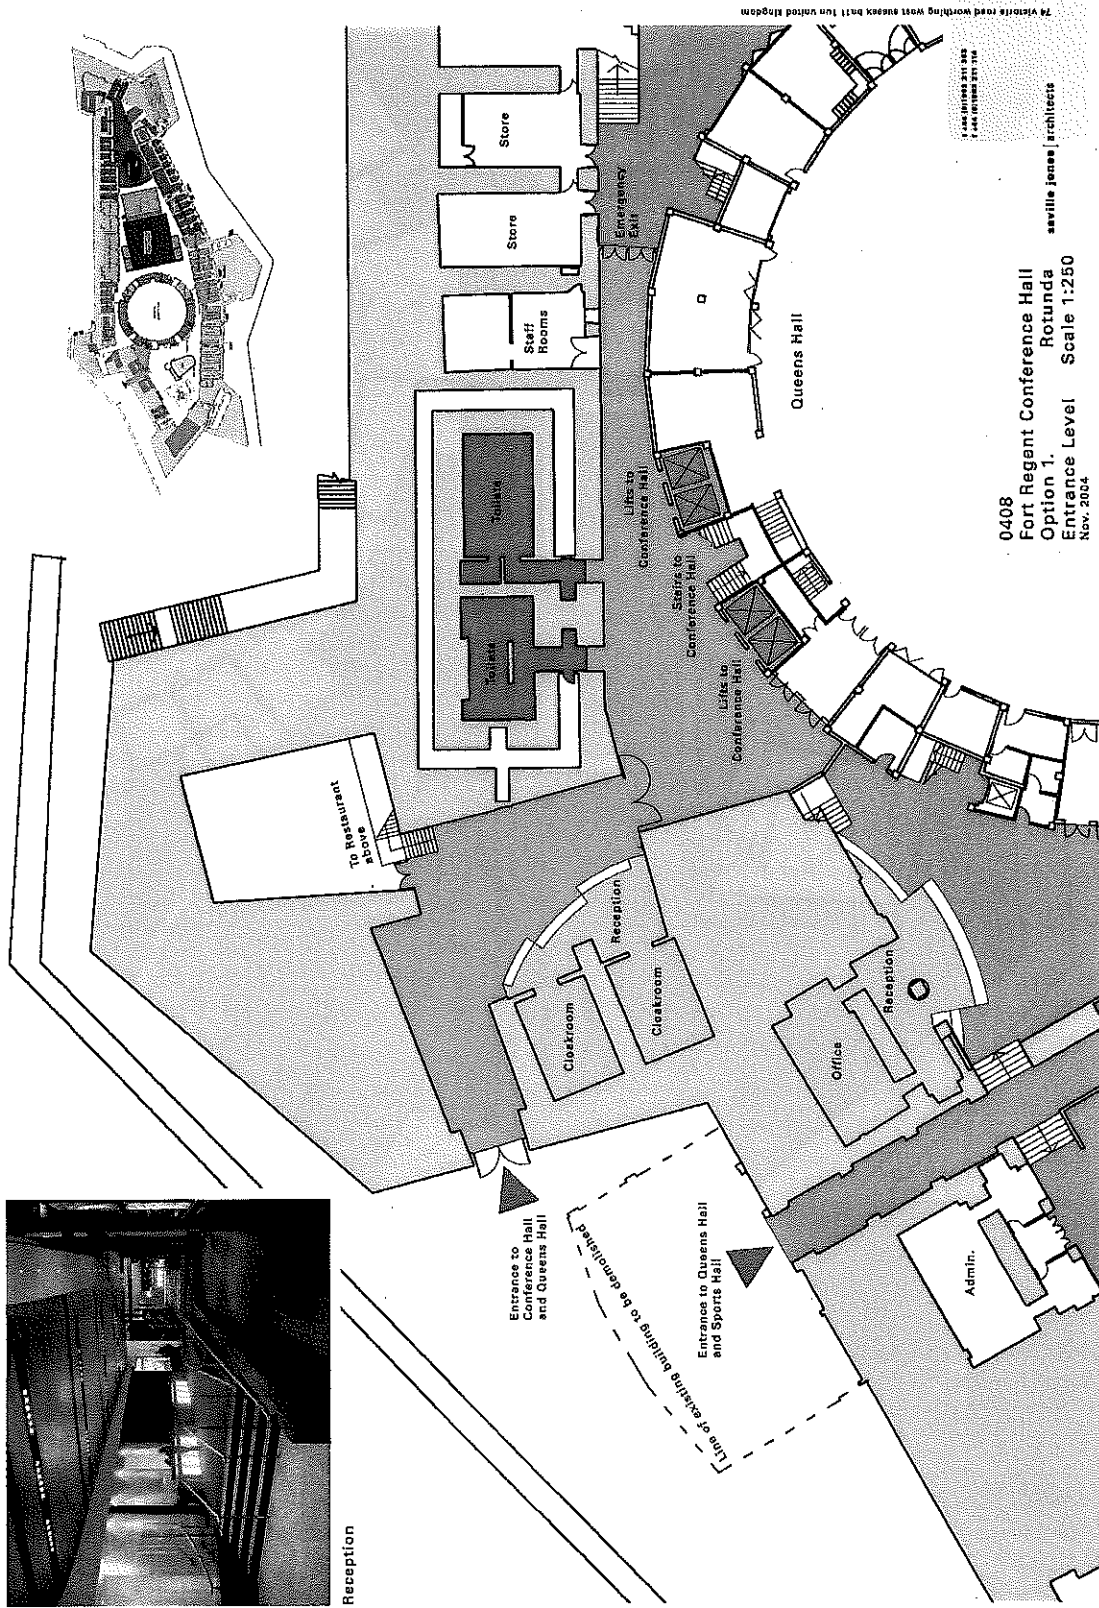 Reception
Entrance to
Conference Hall
and Queens Hall
Line of existing building to be demolished
Entrance to Queens Hall
and Sports Hall
Admin.
Cloakroom
Cloakroom
Reception
Office
Reception
To Restaurant
above
Toilets
Toilets
Lifts to
Conference Hall
Stairs to
Conference Hall
Lifts to
Conference Hall
Staff
Rooms
Store
Store
Emergency
Exit
Queens Hall
0408
Fort Regent Conference Hall
Option 1. Rotunda
Entrance Level Scale 1:250
Nov. 2004
saville jones | architects
74 victoria road worthing west sussex bn11 1un united kingdom